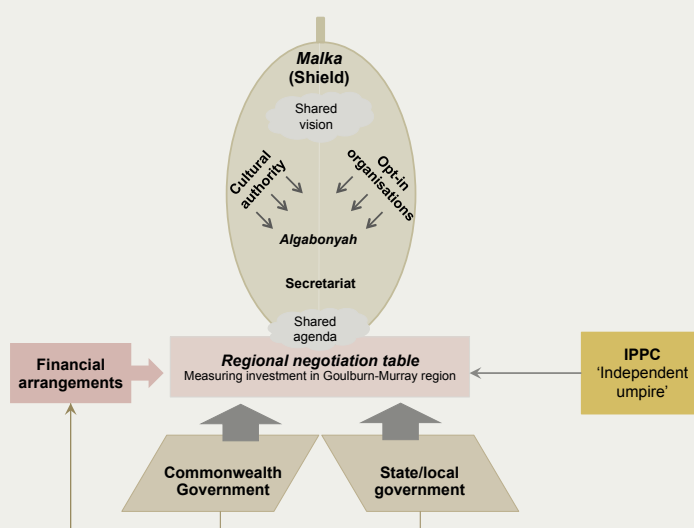 Malka
(Shield)
Shared
vision
Cultural
authority
Opt-in
organisations
Algabonyah
Secretariat
Shared
agenda
Financial
arrangements
Regional negotiation table
Measuring investment in Goulburn-Murray region
IPPC
'Independent
umpire'
Commonwealth
Government
State/local
government